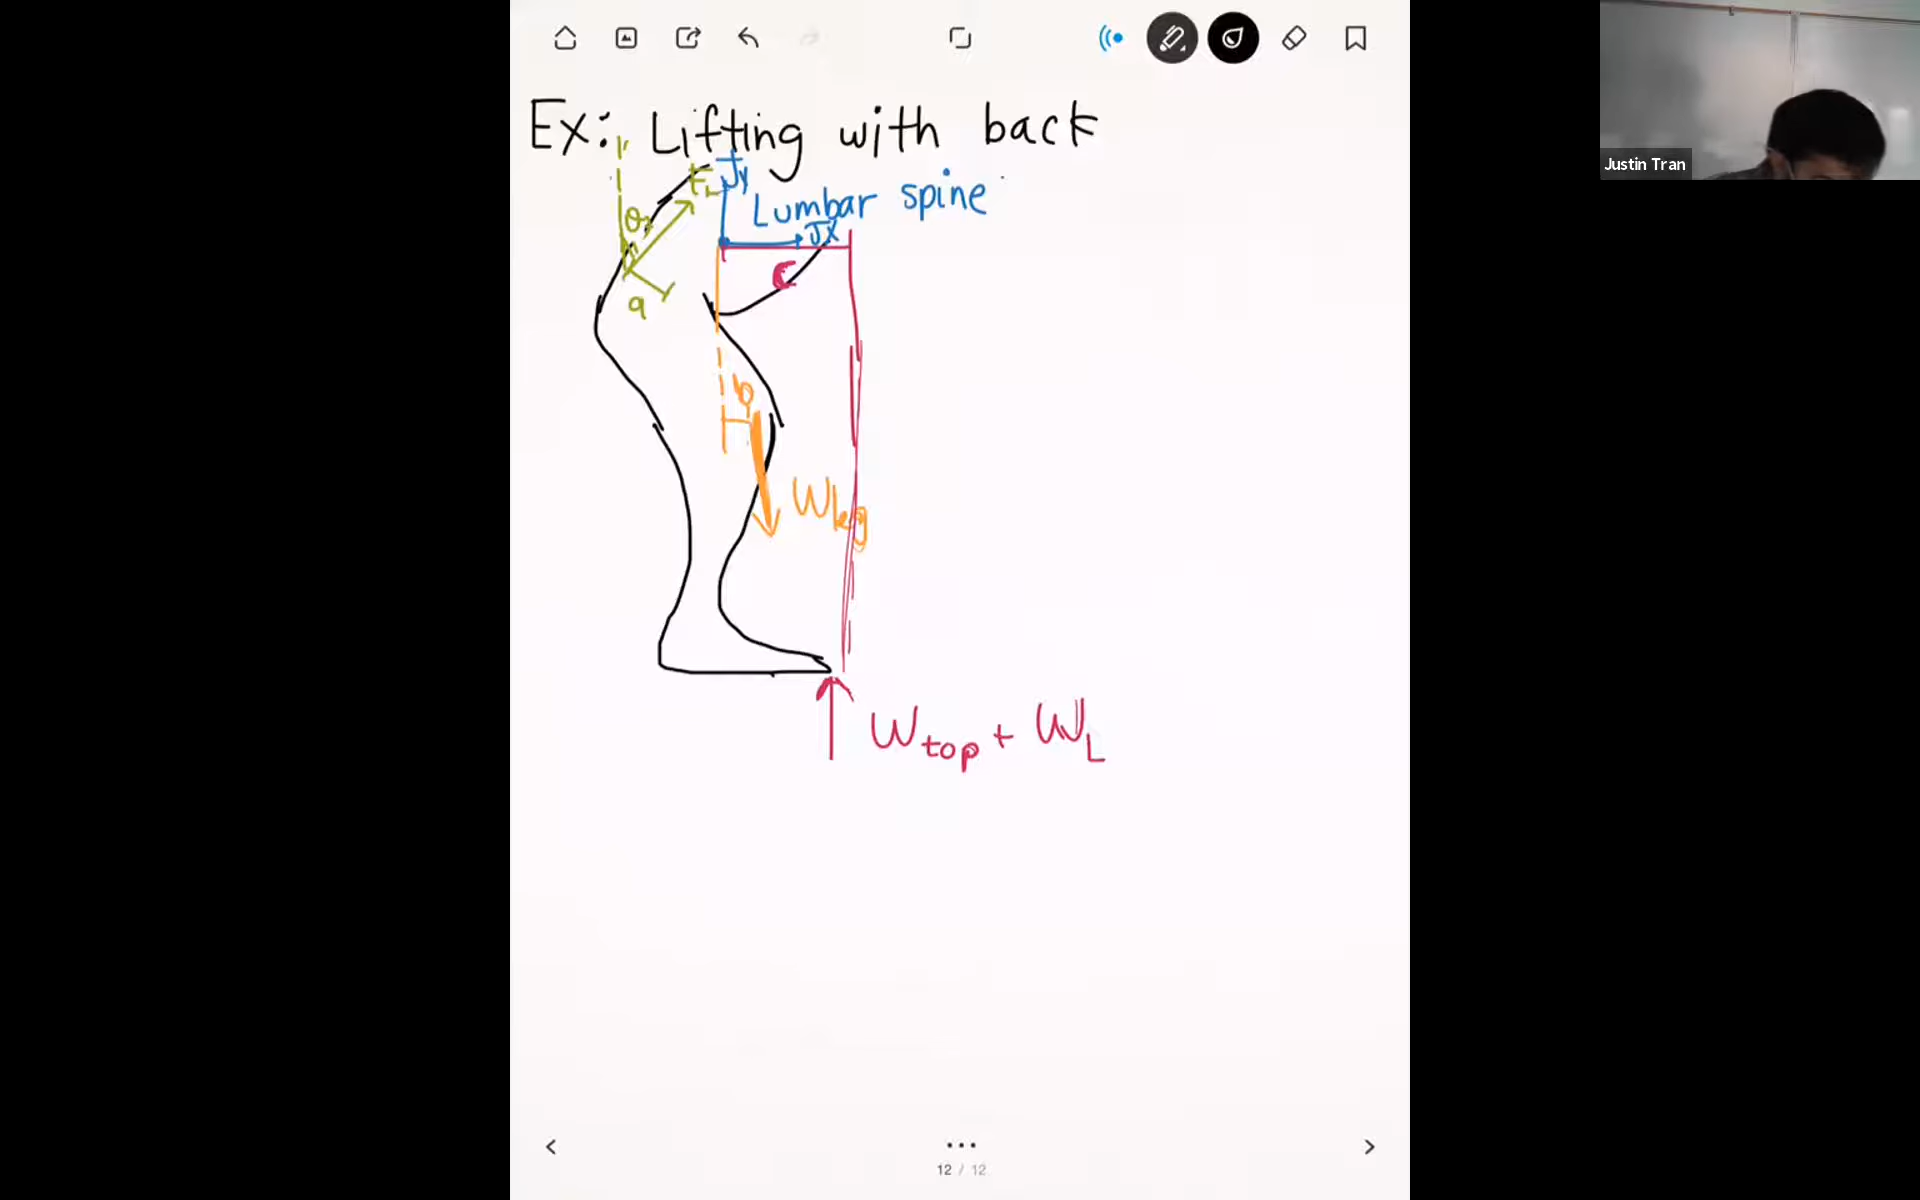 Ex: Lifting with back
Jy
Lumbar spine
θ
Jx
C
a
b
Wleg
Wtop + WL
12 / 12
Justin Tran